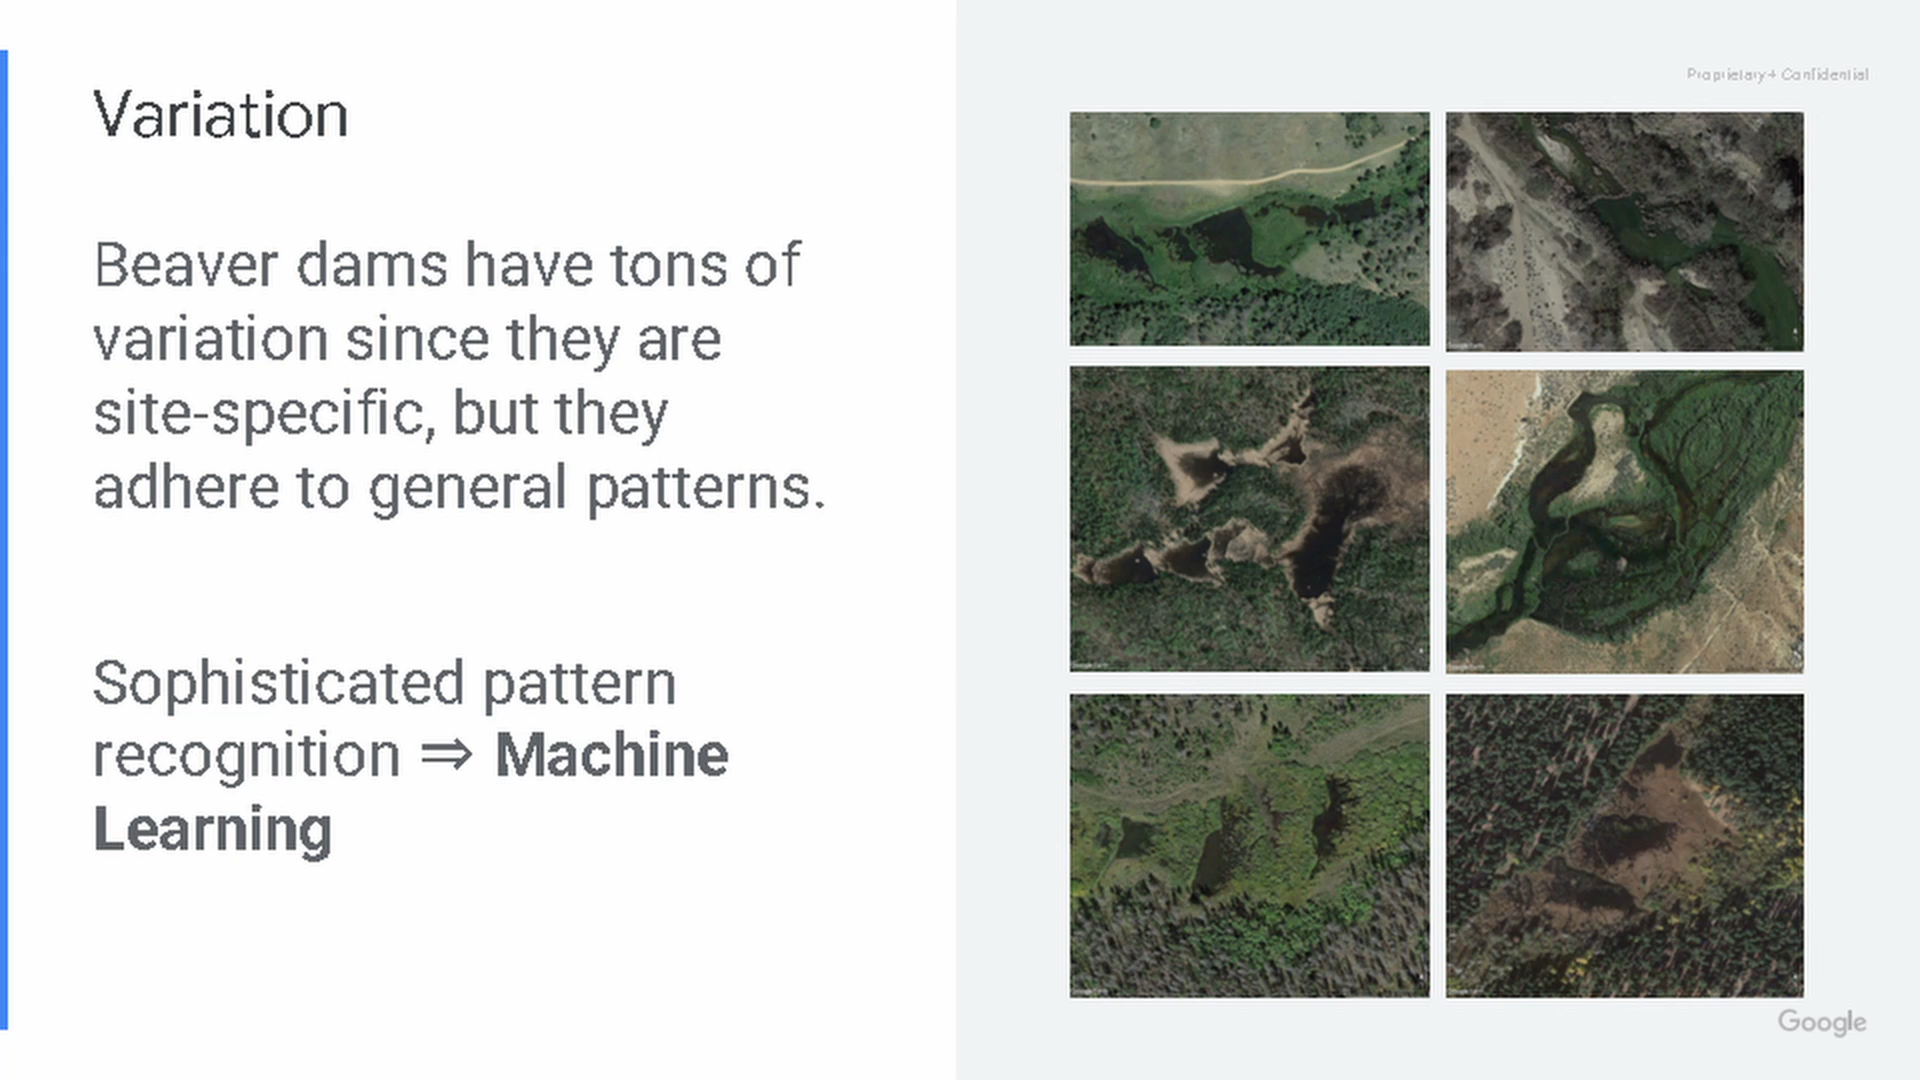 Variation
Proprietary + Confidential
Beaver dams have tons of
variation since they are
site-specific, but they
adhere to general patterns.
Sophisticated pattern
recognition ⇒ Machine
Learning
Google